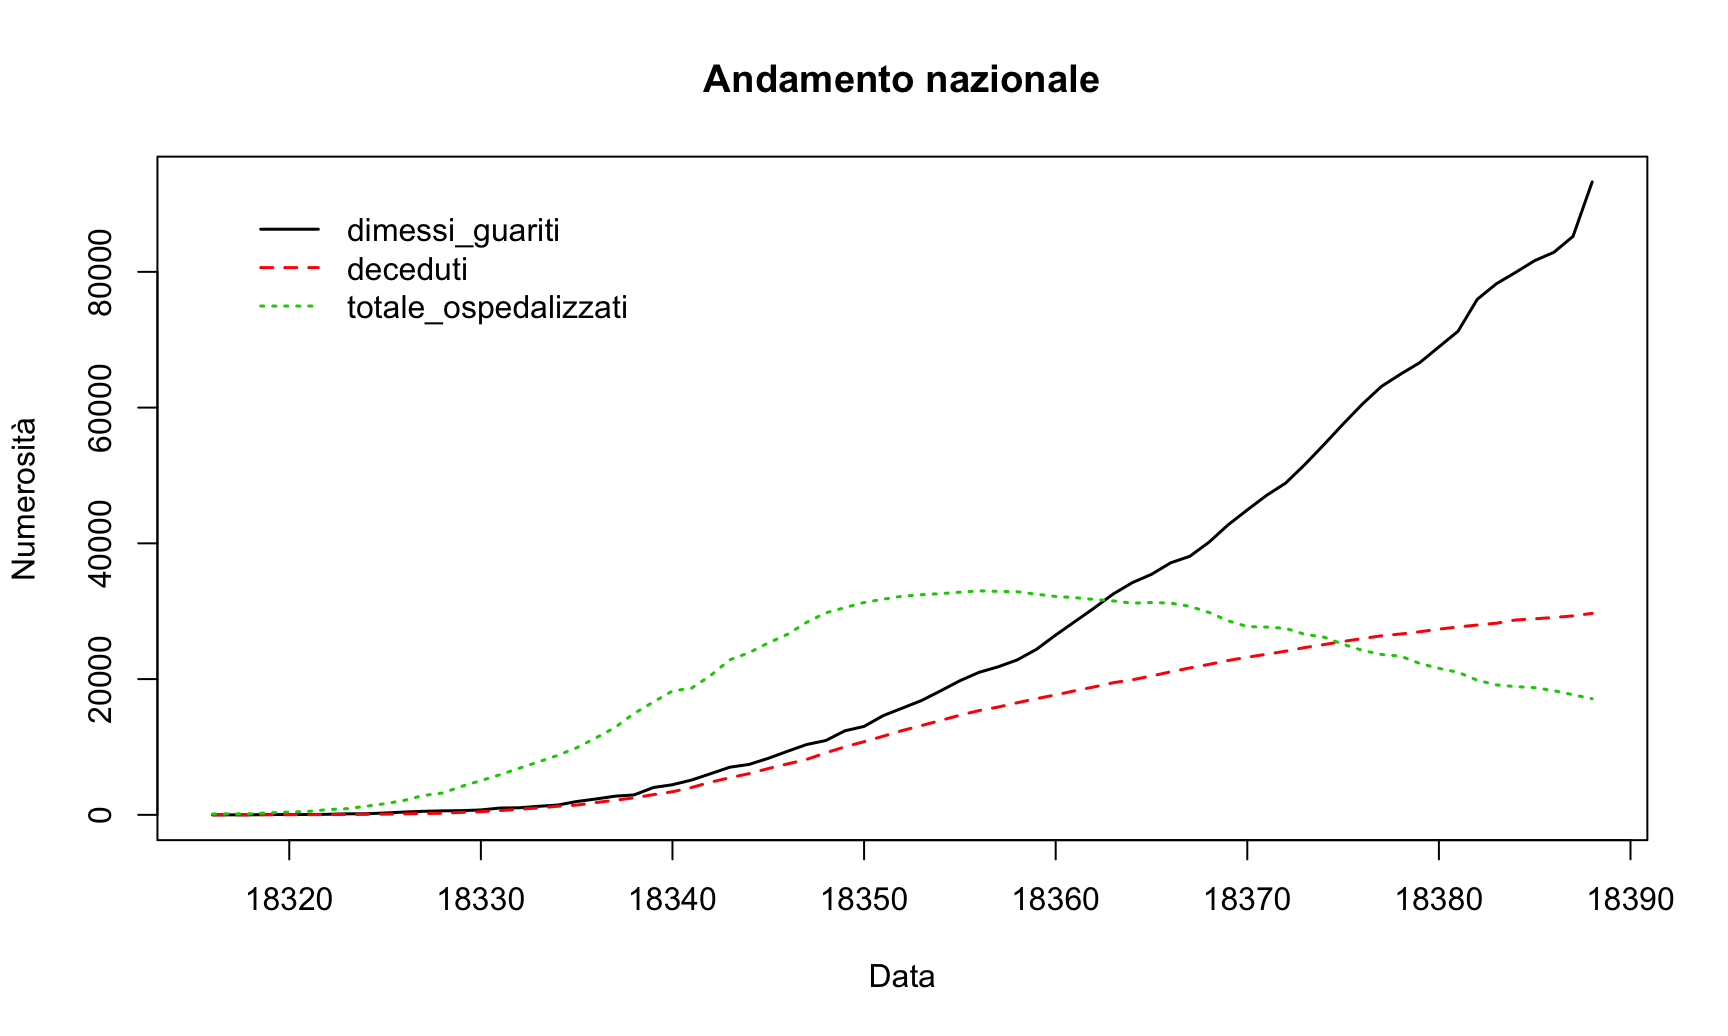 Andamento nazionale
dimessi_guariti
deceduti
totale_ospedalizzati
Numerosità
80000
60000
40000
20000
0
18320 18330 18340 18350 18360 18370 18380 18390
Data